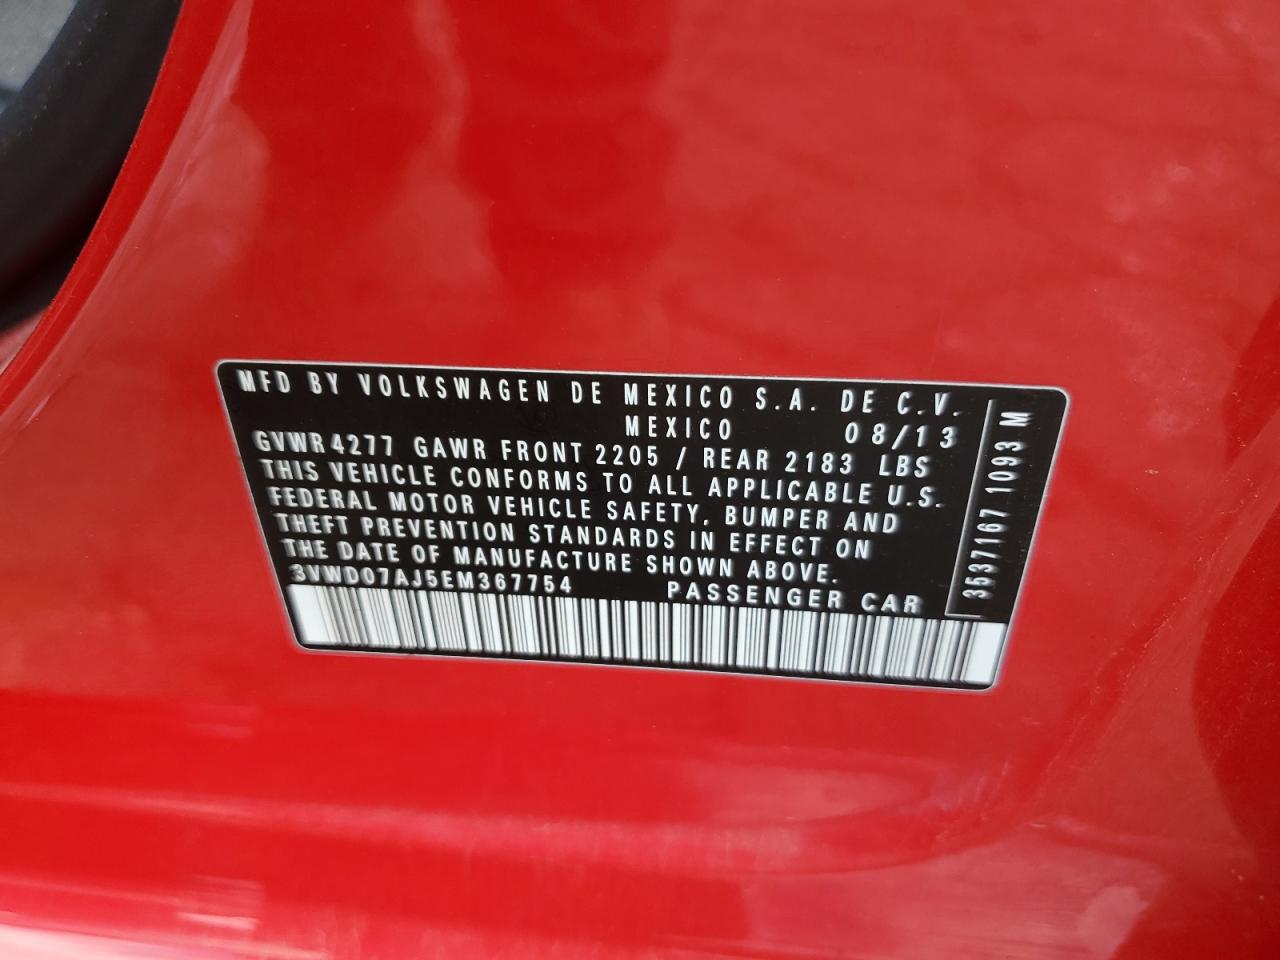 MFD BY VOLKSWAGEN DE MEXICO S.A. DE C.V.
MEXICO 08/13
GVWR 4277 GAWR FRONT 2205 / REAR 2183 LBS
THIS VEHICLE CONFORMS TO ALL APPLICABLE U.S.
FEDERAL MOTOR VEHICLE SAFETY, BUMPER AND
THEFT PREVENTION STANDARDS IN EFFECT ON
THE DATE OF MANUFACTURE SHOWN ABOVE.
3VWD07AJ5EM367754 PASSENGER CAR
3537167 1093 M